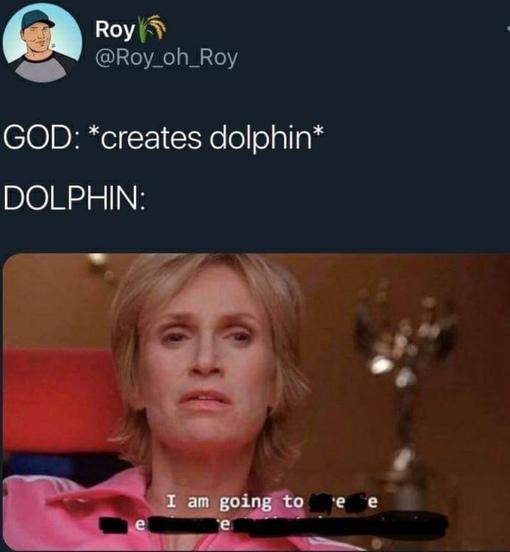 Roy🌾
@Roy_oh_Roy
GOD: *creates dolphin*
DOLPHIN:
I am going to e e
e e